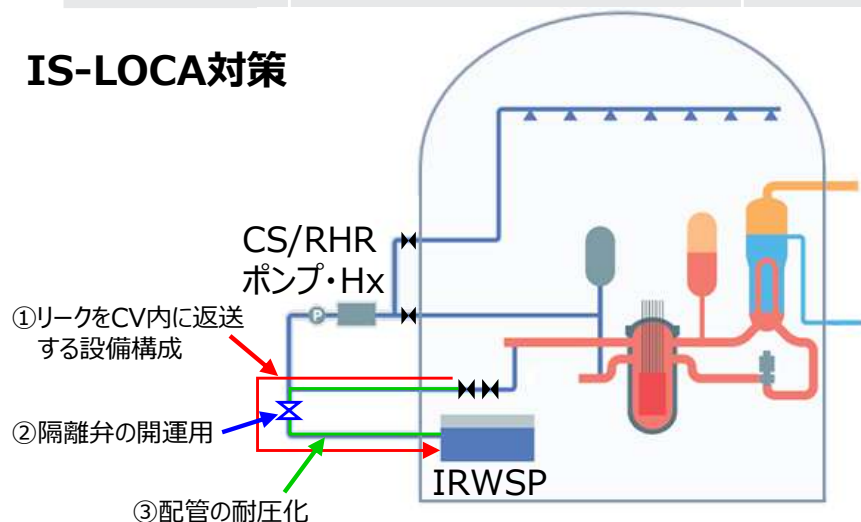 IS-LOCA対策
CS/RHR
ポンプ・Hx
P
①リークをCV内に返送
する設備構成
②隔離弁の開運用
③配管の耐圧化
IRWSP